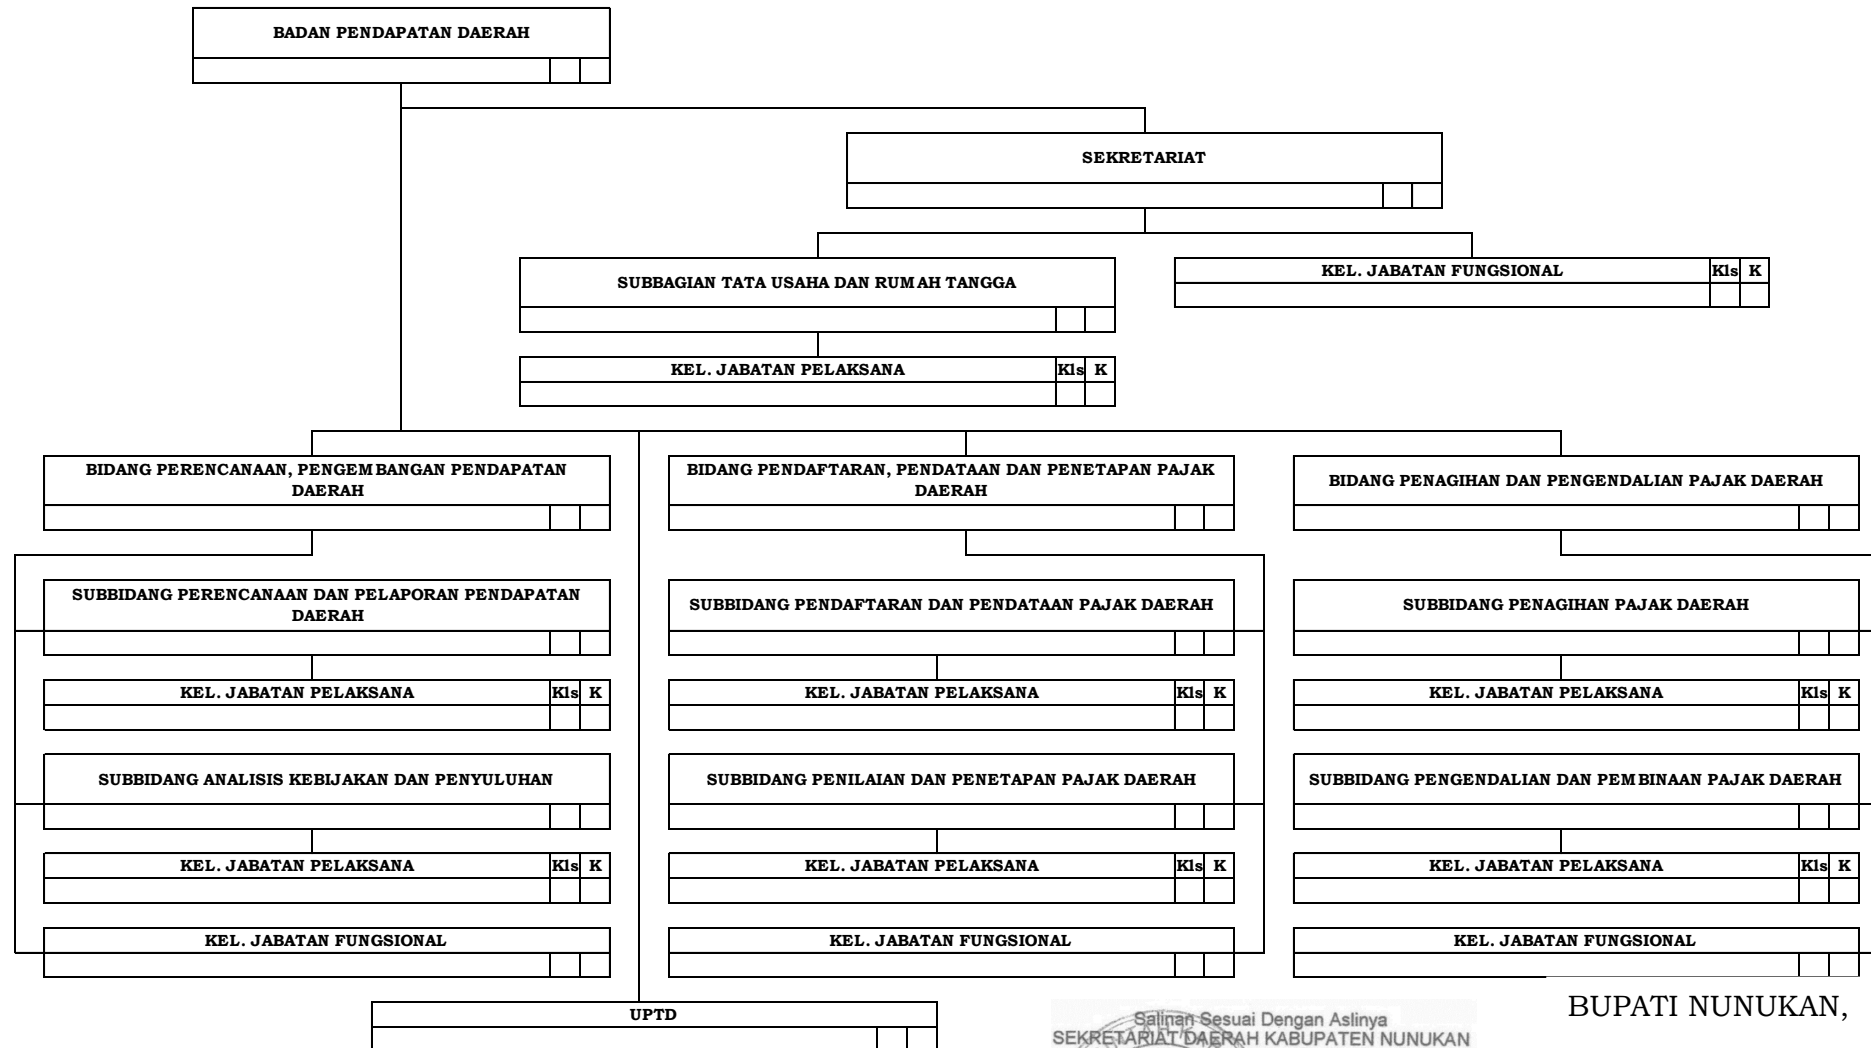 BADAN PENDAPATAN DAERAH
SEKRETARIAT
SUBBAGIAN TATA USAHA DAN RUMAH TANGGA
KEL. JABATAN FUNGSIONAL Kls K
KEL. JABATAN PELAKSANA Kls K
BIDANG PERENCANAAN, PENGEMBANGAN PENDAPATAN
DAERAH
BIDANG PENDAFTARAN, PENDATAAN DAN PENETAPAN PAJAK
DAERAH
BIDANG PENAGIHAN DAN PENGENDALIAN PAJAK DAERAH
SUBBIDANG PERENCANAAN DAN PELAPORAN PENDAPATAN
DAERAH
SUBBIDANG PENDAFTARAN DAN PENDATAAN PAJAK DAERAH
SUBBIDANG PENAGIHAN PAJAK DAERAH
KEL. JABATAN PELAKSANA Kls K
KEL. JABATAN PELAKSANA Kls K
KEL. JABATAN PELAKSANA Kls K
SUBBIDANG ANALISIS KEBIJAKAN DAN PENYULUHAN
SUBBIDANG PENILAIAN DAN PENETAPAN PAJAK DAERAH
SUBBIDANG PENGENDALIAN DAN PEMBINAAN PAJAK DAERAH
KEL. JABATAN PELAKSANA Kls K
KEL. JABATAN PELAKSANA Kls K
KEL. JABATAN PELAKSANA Kls K
KEL. JABATAN FUNGSIONAL
KEL. JABATAN FUNGSIONAL
KEL. JABATAN FUNGSIONAL
UPTD
Salinan Sesuai Dengan Aslinya
SEKRETARIAT DAERAH KABUPATEN NUNUKAN
BUPATI NUNUKAN,